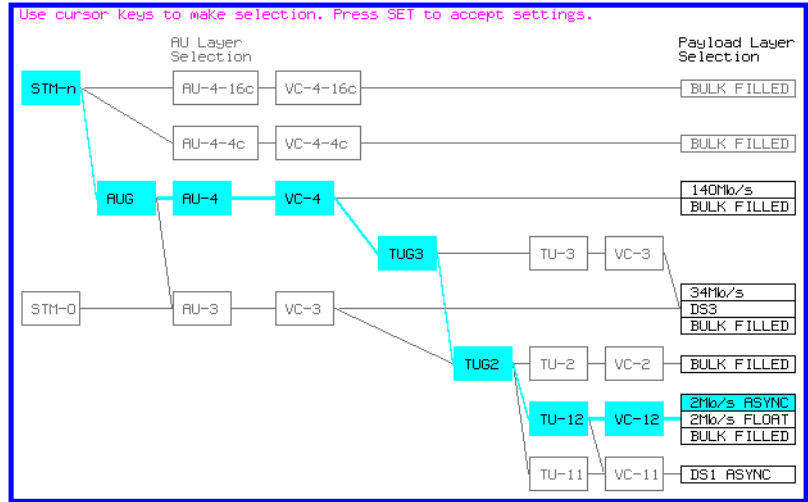 Use cursor Keys to make selection. Press SET to accept settings.
AU Layer Selection
Payload Layer Selection
STM-n
AU-4-16c
VC-4-16c
BULK FILLED
AU-4-4c
VC-4-4c
BULK FILLED
AUG
AU-4
VC-4
140Mb/s
BULK FILLED
TUG3
TU-3
VC-3
34Mb/s
DS3
BULK FILLED
STM-0
AU-3
VC-3
TUG2
TU-2
VC-2
BULK FILLED
TU-12
VC-12
2Mb/s ASYNC
2Mb/s FLOAT
BULK FILLED
TU-11
VC-11
DS1 ASYNC